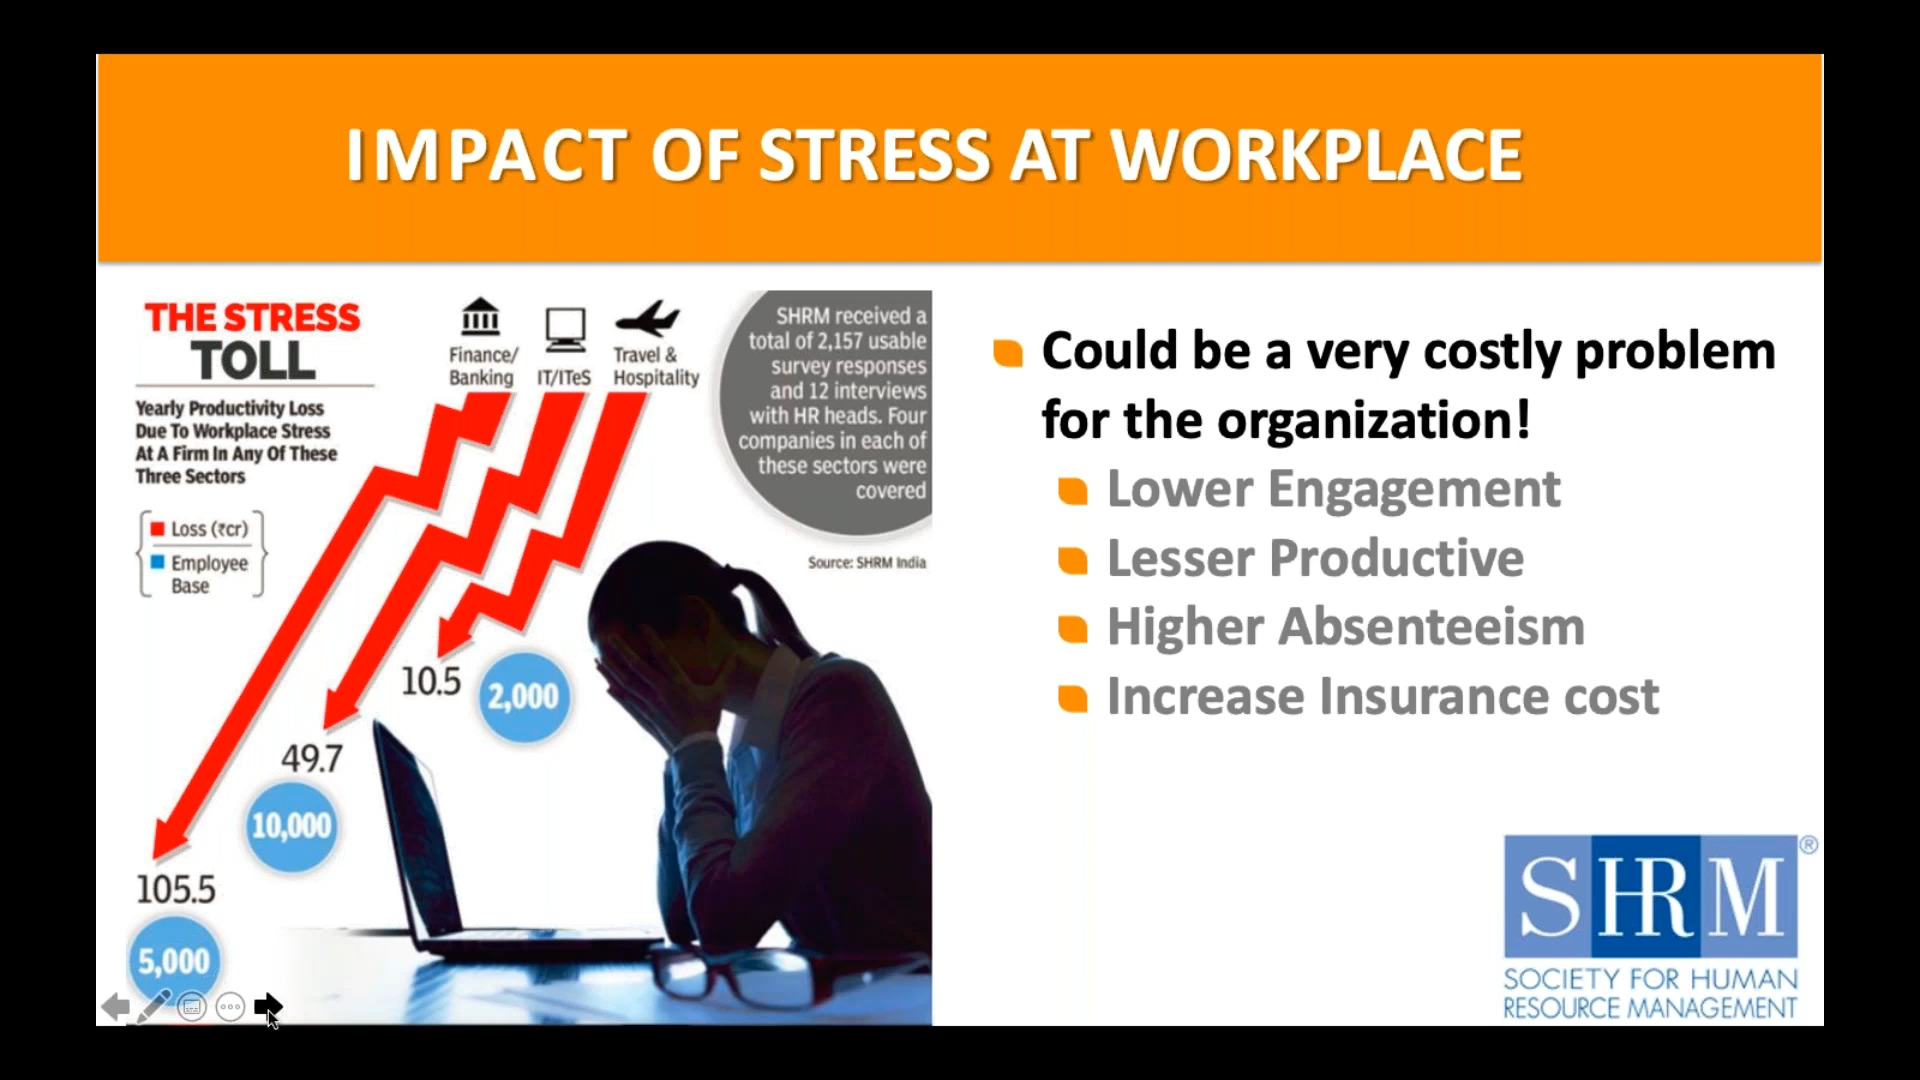 IMPACT OF STRESS AT WORKPLACE
THE STRESS
TOLL
Yearly Productivity Loss
Due To Workplace Stress
At A Firm In Any Of These
Three Sectors
Loss (₹cr)
Employee
Base
Finance/
Banking
IT/ITeS
Travel &
Hospitality
SHRM received a
total of 2,157 usable
survey responses
and 12 interviews
with HR heads. Four
companies in each of
these sectors were
covered
Source: SHRM India
10.5
2,000
49.7
10,000
105.5
5,000
Could be a very costly problem
for the organization!
Lower Engagement
Lesser Productive
Higher Absenteeism
Increase Insurance cost
SHRM®
SOCIETY FOR HUMAN
RESOURCE MANAGEMENT